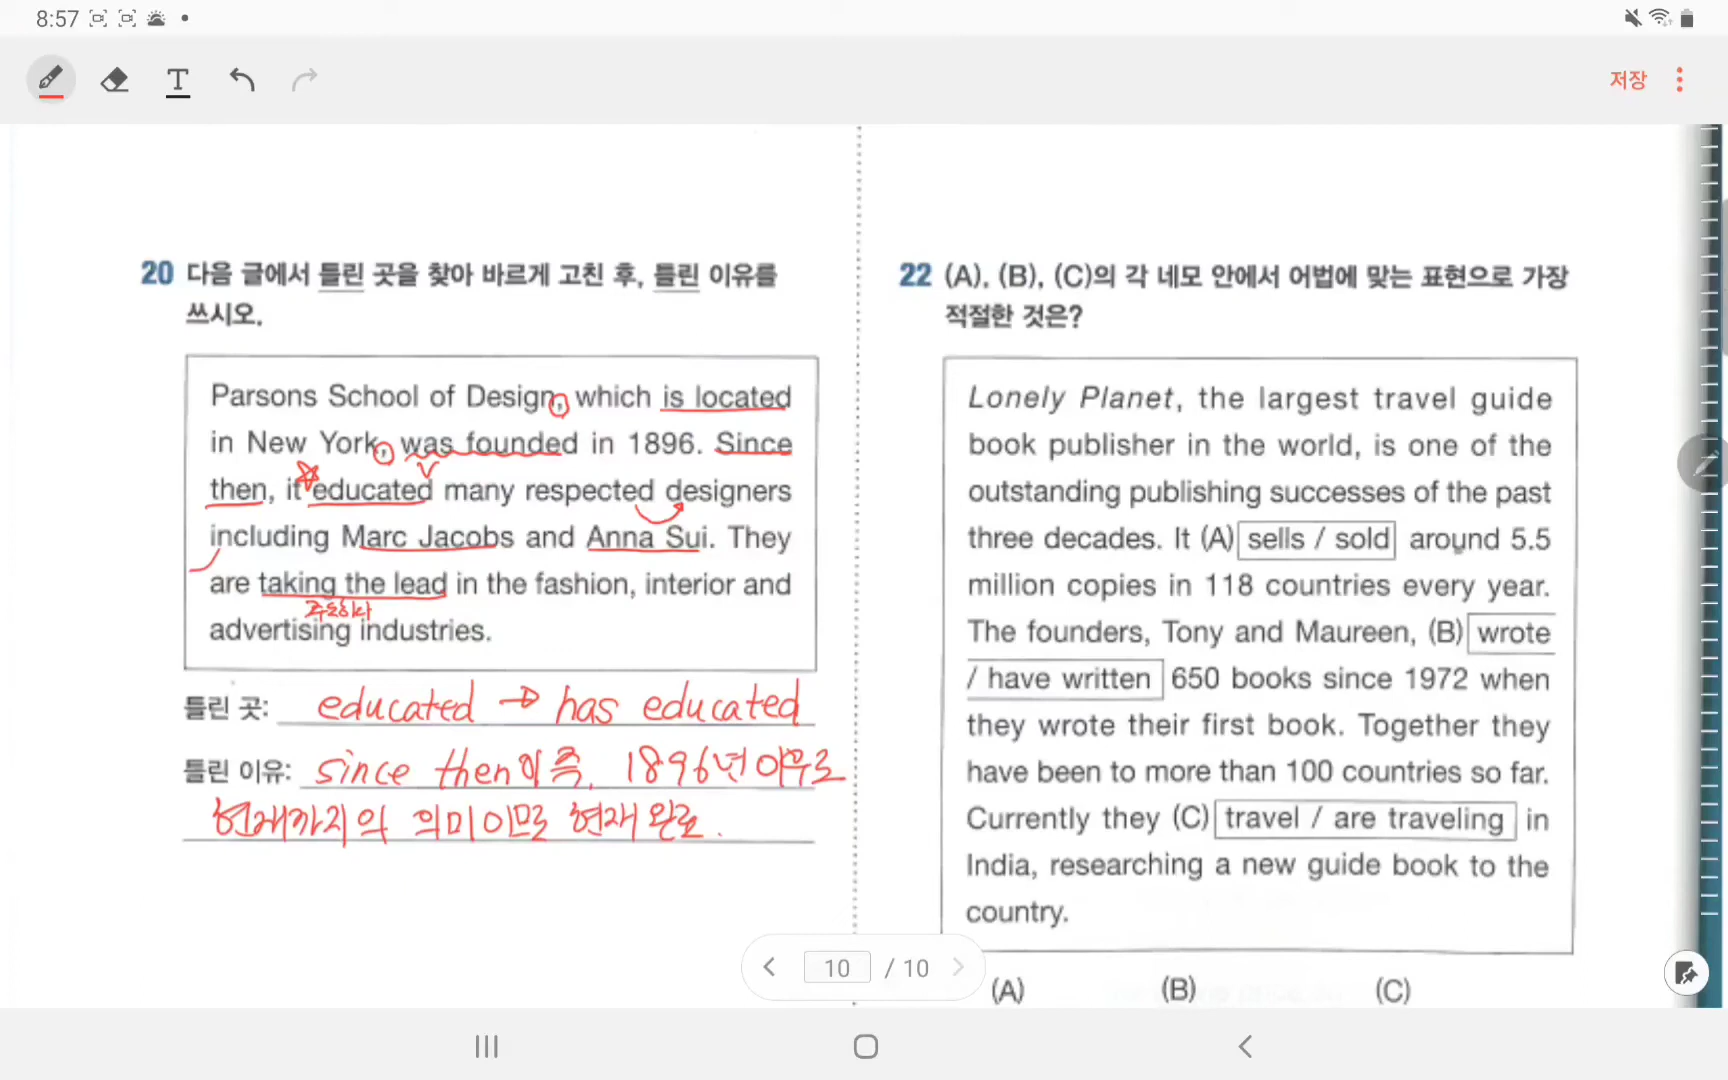 8:57
저장
20 다음 글에서 틀린 곳을 찾아 바르게 고친 후, 틀린 이유를
쓰시오.
Parsons School of Design, which is located
in New York, was founded in 1896. Since
then, it educated many respected designers
including Marc Jacobs and Anna Sui. They
are taking the lead in the fashion, interior and
주도하다
advertising industries.
틀린 곳: educated → has educated
틀린 이유: since then이 즉, 1896년 이후로
현재까지의 의미이므로 현재완료.
22 (A), (B), (C)의 각 네모 안에서 어법에 맞는 표현으로 가장
적절한 것은?
Lonely Planet, the largest travel guide
book publisher in the world, is one of the
outstanding publishing successes of the past
three decades. It (A) sells / sold around 5.5
million copies in 118 countries every year.
The founders, Tony and Maureen, (B) wrote
/ have written 650 books since 1972 when
they wrote their first book. Together they
have been to more than 100 countries so far.
Currently they (C) travel / are traveling in
India, researching a new guide book to the
country.
(A) (B) (C)
10 / 10